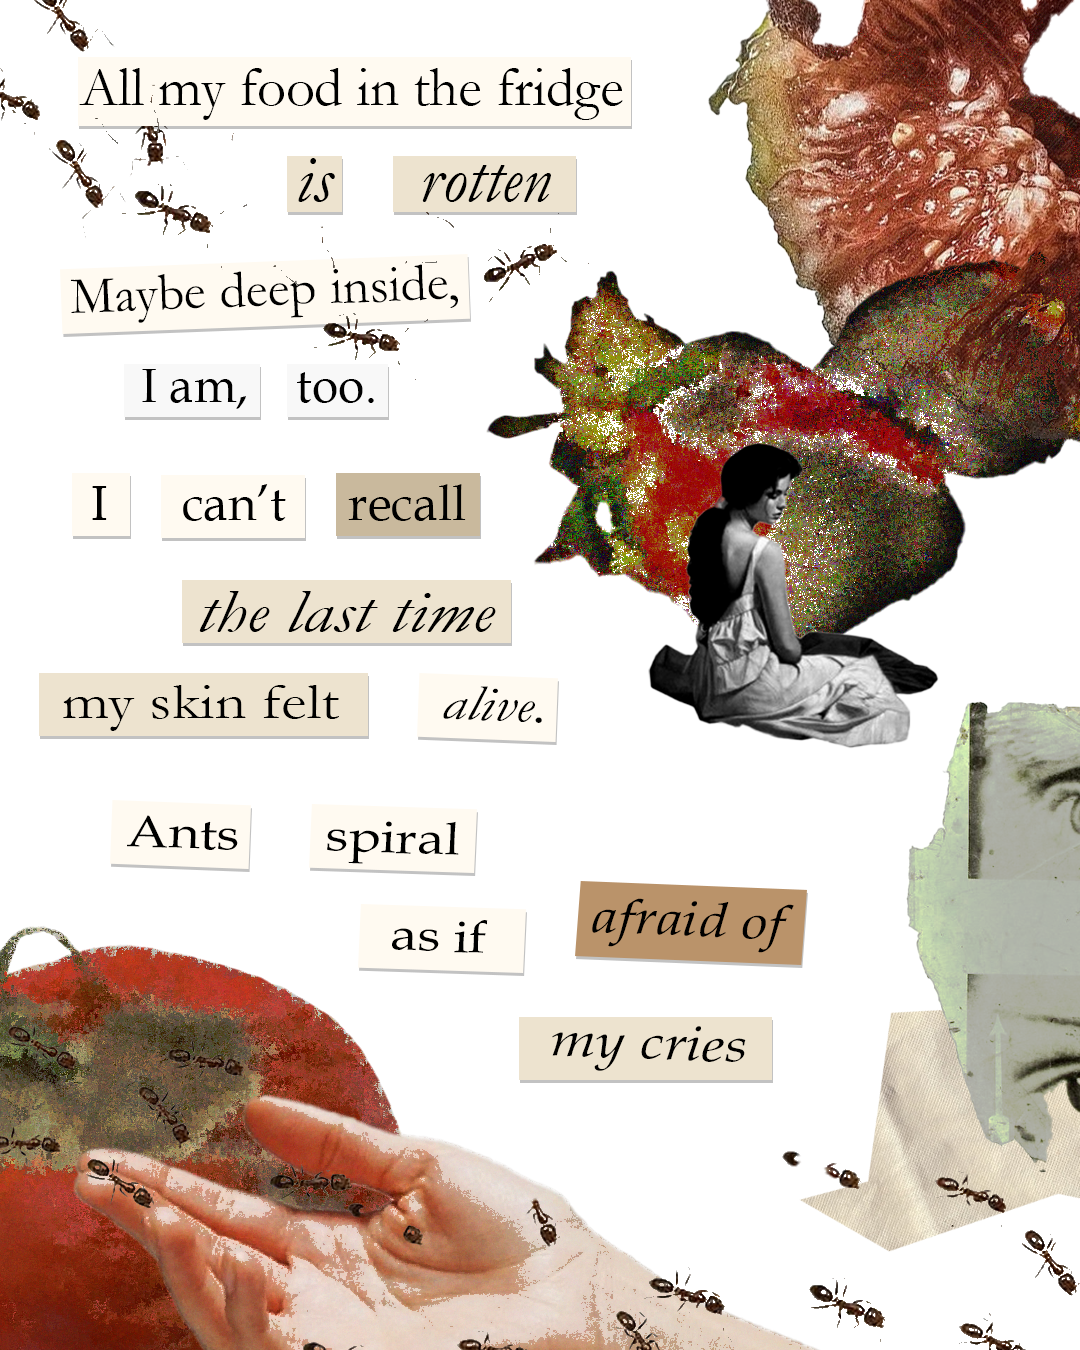 All my food in the fridge
is rotten
Maybe deep inside,
I am, too.
I can’t recall
the last time
my skin felt alive.
Ants spiral
as if afraid of
my cries